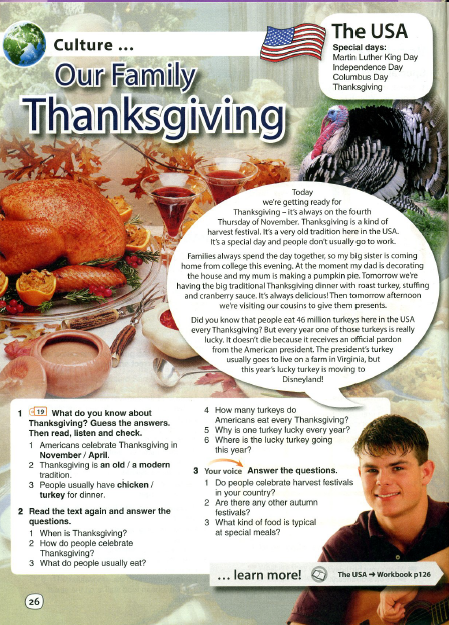 Culture ...
Our Family
Thanksgiving
The USA
Special days:
Martin Luther King Day
Independence Day
Columbus Day
Thanksgiving
Today
we're getting ready for
Thanksgiving – it's always on the fourth
Thursday of November. Thanksgiving is a kind of
harvest festival. It's a very old tradition here in the USA.
It's a special day and people don't usually go to work.
Families always spend the day together, so my big sister is coming
home from college this evening. At the moment my dad is decorating
the house and my mum is making a pumpkin pie. Tomorrow we're
having the big traditional Thanksgiving dinner with roast turkey, stuffing
and cranberry sauce. It's always delicious! Then tomorrow afternoon
we're visiting our cousins to give them presents.
Did you know that people eat 46 million turkeys here in the USA
every Thanksgiving? But every year one of those turkeys is really
lucky. It doesn't die because it receives an official pardon
from the American president. The president's turkey
usually goes to live on a farm in Virginia, but
this year's lucky turkey is moving to
Disneyland!
1 19 What do you know about
Thanksgiving? Guess the answers.
Then read, listen and check.
1 Americans celebrate Thanksgiving in
November / April.
2 Thanksgiving is an old / a modern
tradition.
3 People usually have chicken /
turkey for dinner.
2 Read the text again and answer the
questions.
1 When is Thanksgiving?
2 How do people celebrate
Thanksgiving?
3 What do people usually eat?
4 How many turkeys do
Americans eat every Thanksgiving?
5 Why is one turkey lucky every year?
6 Where is the lucky turkey going
this year?
3 Your voice Answer the questions.
1 Do people celebrate harvest festivals
in your country?
2 Are there any other autumn
festivals?
3 What kind of food is typical
at special meals?
... learn more! The USA ➔ Workbook p126
26